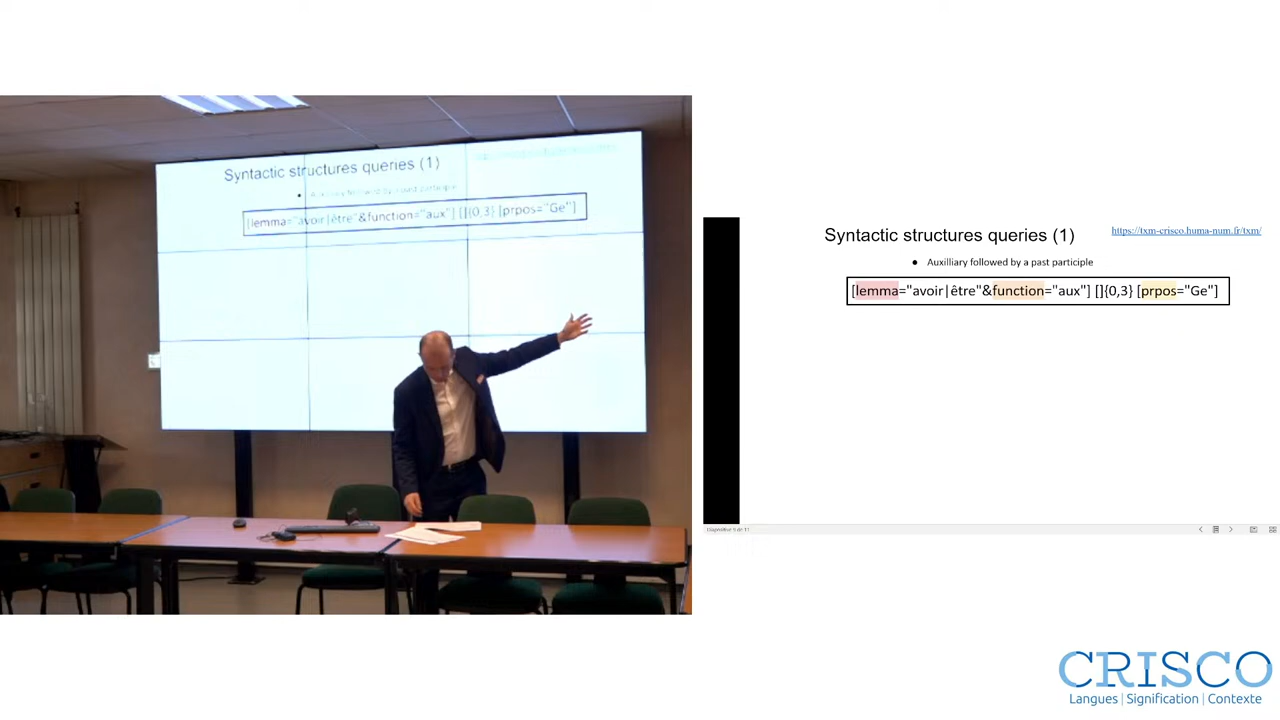 Syntactic structures queries (1)
[lemma="avoir|être"&function="aux"] []{0,3} [prpos="Ge"]
Syntactic structures queries (1)
https://txm-crisco.huma-num.fr/txm/
● Auxilliary followed by a past participle
[lemma="avoir|être"&function="aux"] []{0,3} [prpos="Ge"]
CRISCO
Langues | Signification | Contexte